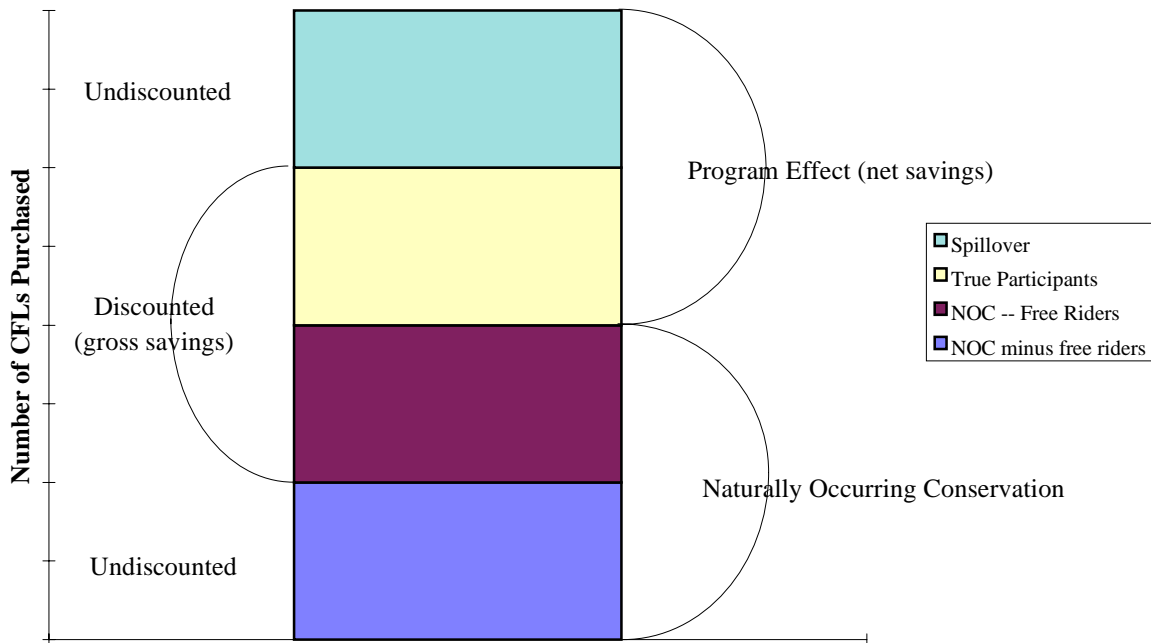 Number of CFLs Purchased
Undiscounted
Discounted
(gross savings)
Undiscounted
Program Effect (net savings)
Naturally Occurring Conservation
Spillover
True Participants
NOC -- Free Riders
NOC minus free riders